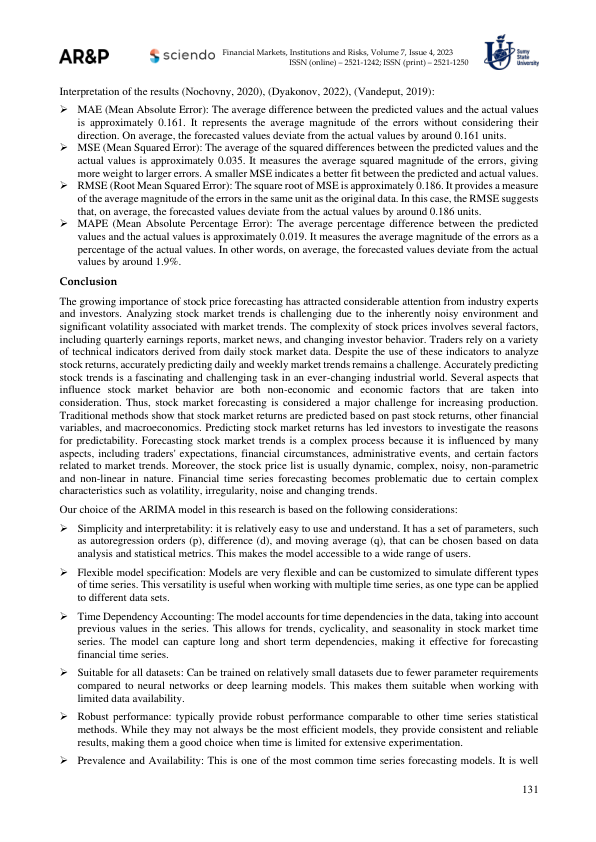 AR&P
sciendo
Financial Markets, Institutions and Risks, Volume 7, Issue 4, 2023
ISSN (online) – 2521-1242; ISSN (print) – 2521-1250
Sumy
State
University
Interpretation of the results (Nochovny, 2020), (Dyakonov, 2022), (Vandeput, 2019):
➢ MAE (Mean Absolute Error): The average difference between the predicted values and the actual values
is approximately 0.161. It represents the average magnitude of the errors without considering their
direction. On average, the forecasted values deviate from the actual values by around 0.161 units.
➢ MSE (Mean Squared Error): The average of the squared differences between the predicted values and the
actual values is approximately 0.035. It measures the average squared magnitude of the errors, giving
more weight to larger errors. A smaller MSE indicates a better fit between the predicted and actual values.
➢ RMSE (Root Mean Squared Error): The square root of MSE is approximately 0.186. It provides a measure
of the average magnitude of the errors in the same unit as the original data. In this case, the RMSE suggests
that, on average, the forecasted values deviate from the actual values by around 0.186 units.
➢ MAPE (Mean Absolute Percentage Error): The average percentage difference between the predicted
values and the actual values is approximately 0.019. It measures the average magnitude of the errors as a
percentage of the actual values. In other words, on average, the forecasted values deviate from the actual
values by around 1.9%.
Conclusion
The growing importance of stock price forecasting has attracted considerable attention from industry experts
and investors. Analyzing stock market trends is challenging due to the inherently noisy environment and
significant volatility associated with market trends. The complexity of stock prices involves several factors,
including quarterly earnings reports, market news, and changing investor behavior. Traders rely on a variety
of technical indicators derived from daily stock market data. Despite the use of these indicators to analyze
stock returns, accurately predicting daily and weekly market trends remains a challenge. Accurately predicting
stock trends is a fascinating and challenging task in an ever-changing industrial world. Several aspects that
influence stock market behavior are both non-economic and economic factors that are taken into
consideration. Thus, stock market forecasting is considered a major challenge for increasing production.
Traditional methods show that stock market returns are predicted based on past stock returns, other financial
variables, and macroeconomics. Predicting stock market returns has led investors to investigate the reasons
for predictability. Forecasting stock market trends is a complex process because it is influenced by many
aspects, including traders' expectations, financial circumstances, administrative events, and certain factors
related to market trends. Moreover, the stock price list is usually dynamic, complex, noisy, non-parametric
and non-linear in nature. Financial time series forecasting becomes problematic due to certain complex
characteristics such as volatility, irregularity, noise and changing trends.
Our choice of the ARIMA model in this research is based on the following considerations:
➢ Simplicity and interpretability: it is relatively easy to use and understand. It has a set of parameters, such
as autoregression orders (p), difference (d), and moving average (q), that can be chosen based on data
analysis and statistical metrics. This makes the model accessible to a wide range of users.
➢ Flexible model specification: Models are very flexible and can be customized to simulate different types
of time series. This versatility is useful when working with multiple time series, as one type can be applied
to different data sets.
➢ Time Dependency Accounting: The model accounts for time dependencies in the data, taking into account
previous values in the series. This allows for trends, cyclicality, and seasonality in stock market time
series. The model can capture long and short term dependencies, making it effective for forecasting
financial time series.
➢ Suitable for all datasets: Can be trained on relatively small datasets due to fewer parameter requirements
compared to neural networks or deep learning models. This makes them suitable when working with
limited data availability.
➢ Robust performance: typically provide robust performance comparable to other time series statistical
methods. While they may not always be the most efficient models, they provide consistent and reliable
results, making them a good choice when time is limited for extensive experimentation.
➢ Prevalence and Availability: This is one of the most common time series forecasting models. It is well
131